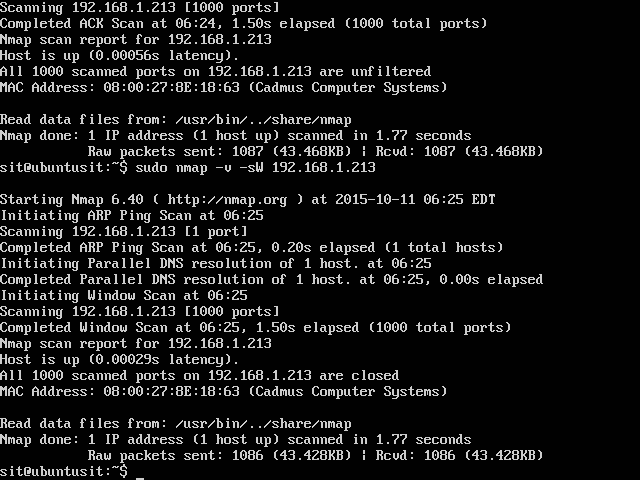 Scanning 192.168.1.213 [1000 ports]
Completed ACK Scan at 06:24, 1.50s elapsed (1000 total ports)
Nmap scan report for 192.168.1.213
Host is up (0.00056s latency).
All 1000 scanned ports on 192.168.1.213 are unfiltered
MAC Address: 08:00:27:8E:18:63 (Cadmus Computer Systems)

Read data files from: /usr/bin/../share/nmap
Nmap done: 1 IP address (1 host up) scanned in 1.77 seconds
           Raw packets sent: 1087 (43.468KB) | Rcvd: 1087 (43.468KB)
sit@ubuntusit:~$ sudo nmap -v -sW 192.168.1.213

Starting Nmap 6.40 ( http://nmap.org ) at 2015-10-11 06:25 EDT
Initiating ARP Ping Scan at 06:25
Scanning 192.168.1.213 [1 port]
Completed ARP Ping Scan at 06:25, 0.20s elapsed (1 total hosts)
Initiating Parallel DNS resolution of 1 host. at 06:25
Completed Parallel DNS resolution of 1 host. at 06:25, 0.00s elapsed
Initiating Window Scan at 06:25
Scanning 192.168.1.213 [1000 ports]
Completed Window Scan at 06:25, 1.50s elapsed (1000 total ports)
Nmap scan report for 192.168.1.213
Host is up (0.00029s latency).
All 1000 scanned ports on 192.168.1.213 are closed
MAC Address: 08:00:27:8E:18:63 (Cadmus Computer Systems)

Read data files from: /usr/bin/../share/nmap
Nmap done: 1 IP address (1 host up) scanned in 1.77 seconds
           Raw packets sent: 1086 (43.428KB) | Rcvd: 1086 (43.428KB)
sit@ubuntusit:~$ _